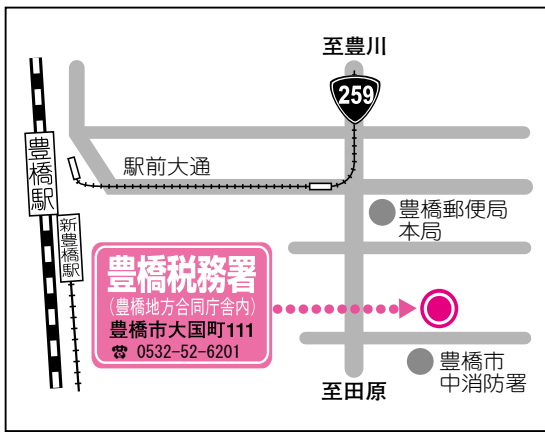 至豊川
259
豊橋駅
駅前大通
豊橋郵便局
本局
新豊橋駅
豊橋税務署
（豊橋地方合同庁舎内）
豊橋市大国町111
☎ 0532-52-6201
豊橋市
中消防署
至田原